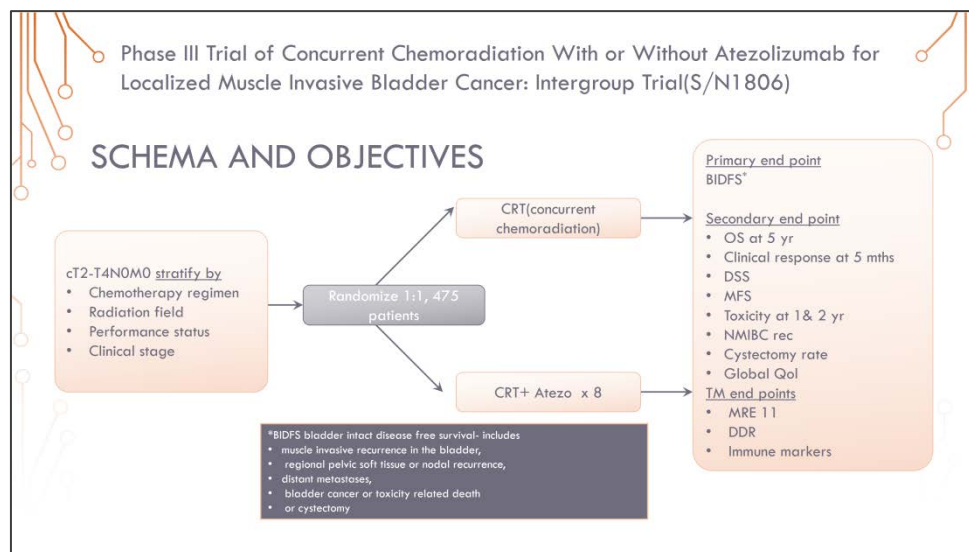 Phase III Trial of Concurrent Chemoradiation With or Without Atezolizumab for
Localized Muscle Invasive Bladder Cancer: Intergroup Trial(S/N1806)
SCHEMA AND OBJECTIVES
cT2-T4N0M0 stratify by
• Chemotherapy regimen
• Radiation field
• Performance status
• Clinical stage
Randomize 1:1, 475
patients
CRT(concurrent
chemoradiation)
CRT+ Atezo x 8
Primary end point
BIDFS*
Secondary end point
• OS at 5 yr
• Clinical response at 5 mths
• DSS
• MFS
• Toxicity at 1& 2 yr
• NMIBC rec
• Cystectomy rate
• Global Qol
TM end points
• MRE 11
• DDR
• Immune markers
*BIDFS bladder intact disease free survival- includes
• muscle invasive recurrence in the bladder,
• regional pelvic soft tissue or nodal recurrence,
• distant metastases,
• bladder cancer or toxicity related death
• or cystectomy